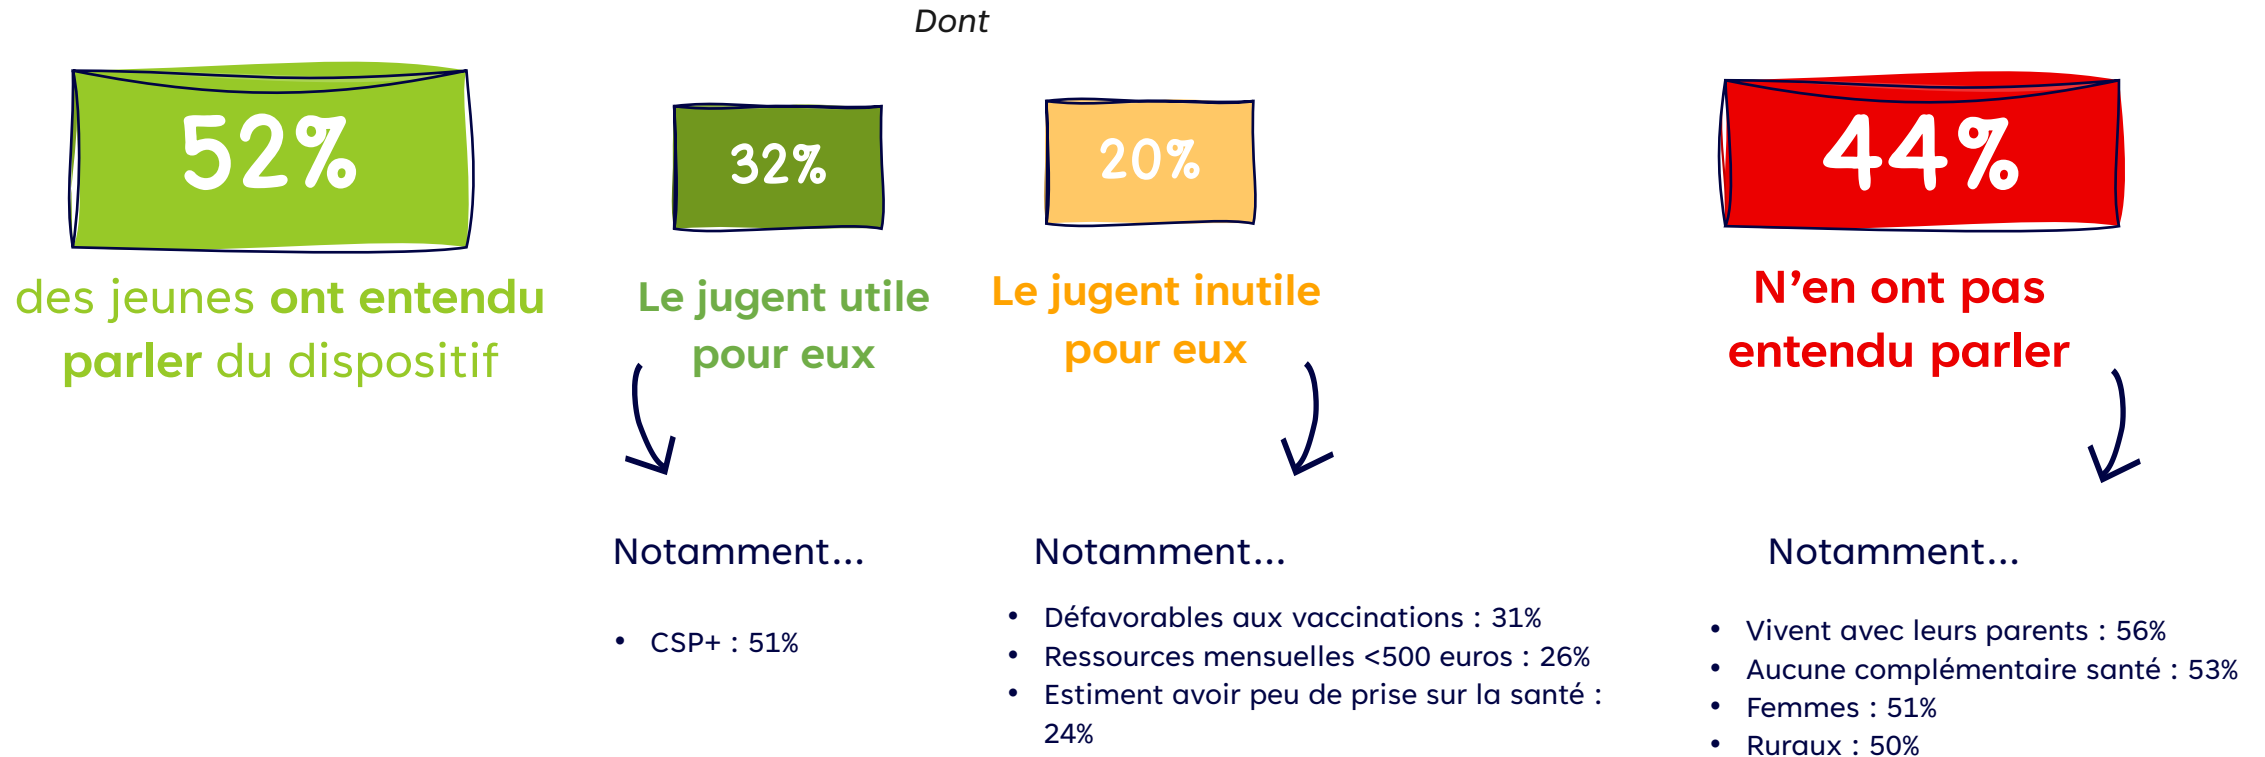 Dont
52%
des jeunes ont entendu
parler du dispositif
32%
Le jugent utile
pour eux
20%
Le jugent inutile
pour eux
44%
N’en ont pas
entendu parler
Notamment...
• CSP+ : 51%
Notamment...
• Défavorables aux vaccinations : 31%
• Ressources mensuelles <500 euros : 26%
• Estiment avoir peu de prise sur la santé :
24%
Notamment...
• Vivent avec leurs parents : 56%
• Aucune complémentaire santé : 53%
• Femmes : 51%
• Ruraux : 50%